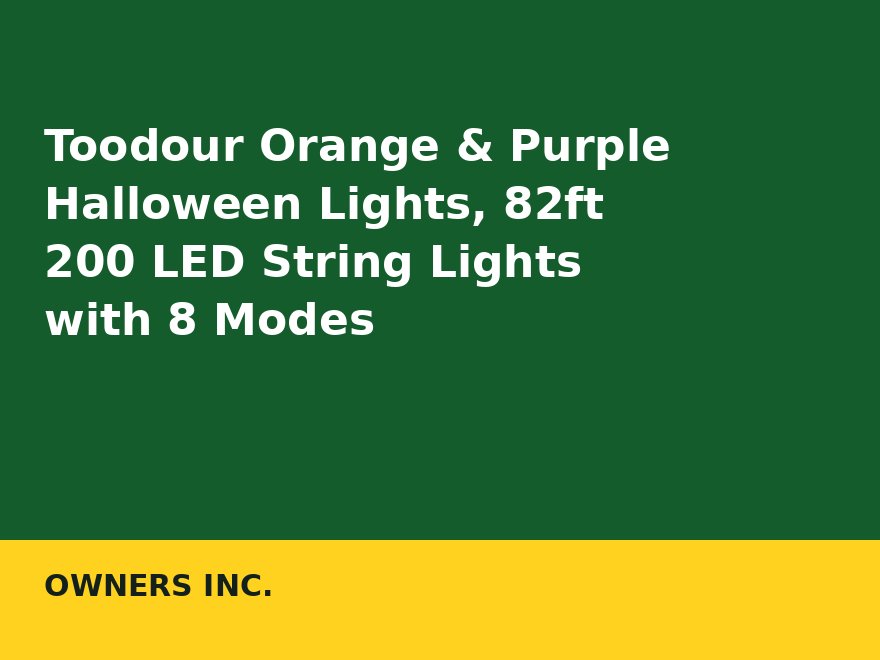 Toodour Orange & Purple
Halloween Lights, 82ft
200 LED String Lights
with 8 Modes
OWNERS INC.